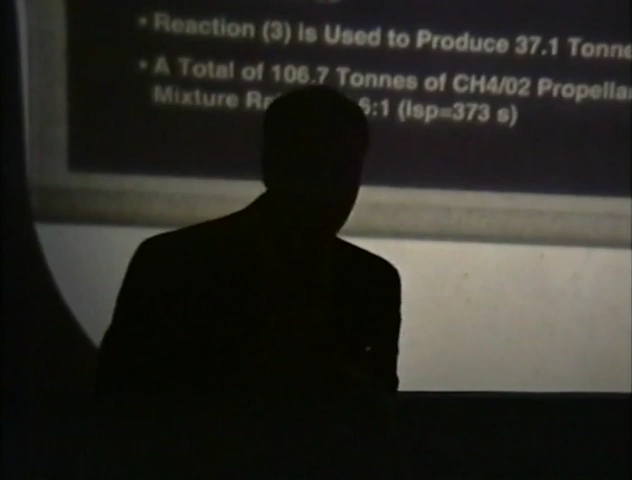 • Reaction (3) is Used to Produce 37.1 Tonne
• A Total of 106.7 Tonnes of CH4/02 Propella
Mixture Ra 6:1 (Isp=373 s)